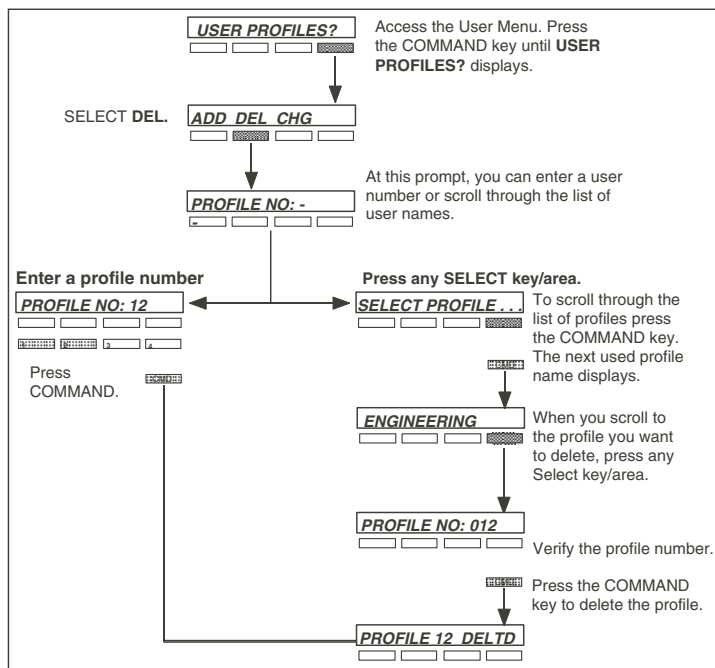 USER PROFILES?
Access the User Menu. Press
the COMMAND key until USER
PROFILES? displays.
SELECT DEL.
ADD DEL CHG
At this prompt, you can enter a user
number or scroll through the list of
user names.
PROFILE NO: -
-
Enter a profile number
PROFILE NO: 12
3
4
Press
COMMAND.
CMD
Press any SELECT key/area.
SELECT PROFILE . . .
To scroll through the
list of profiles press
the COMMAND key.
The next used profile
name displays.
CMD
ENGINEERING
When you scroll to
the profile you want
to delete, press any
Select key/area.
PROFILE NO: 012
Verify the profile number.
CMD
Press the COMMAND
key to delete the profile.
PROFILE 12 DELTD